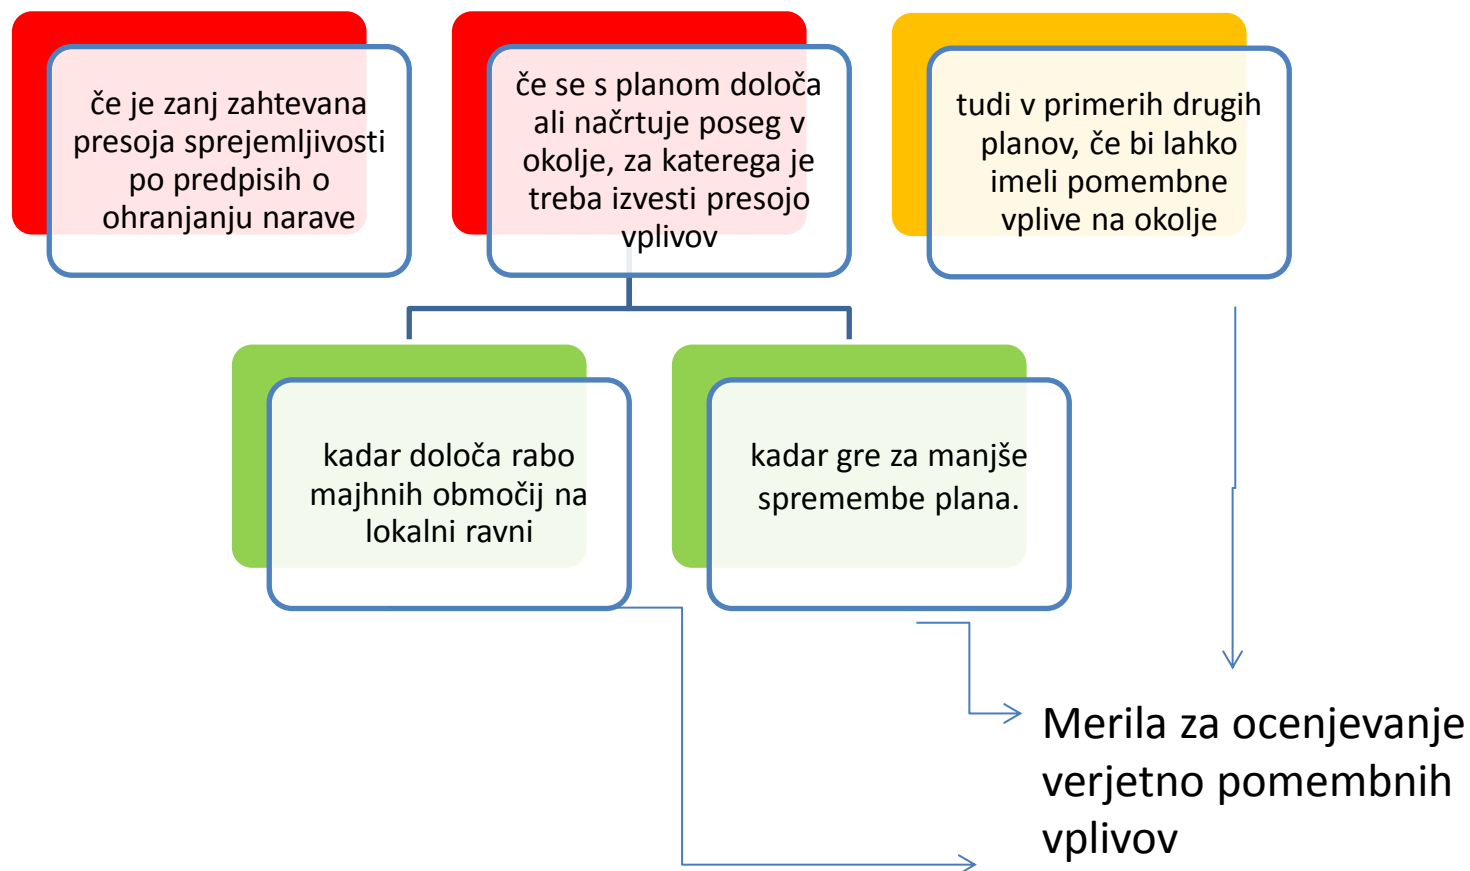 če je zanj zahtevana
presoja sprejemljivosti
po predpisih o
ohranjanju narave
če se s planom določa
ali načrtuje poseg v
okolje, za katerega je
treba izvesti presojo
vplivov
tudi v primerih drugih
planov, če bi lahko
imeli pomembne
vplive na okolje
kadar določa rabo
majhnih območij na
lokalni ravni
kadar gre za manjše
spremembe plana.
Merila za ocenjevanje
verjetno pomembnih
vplivov